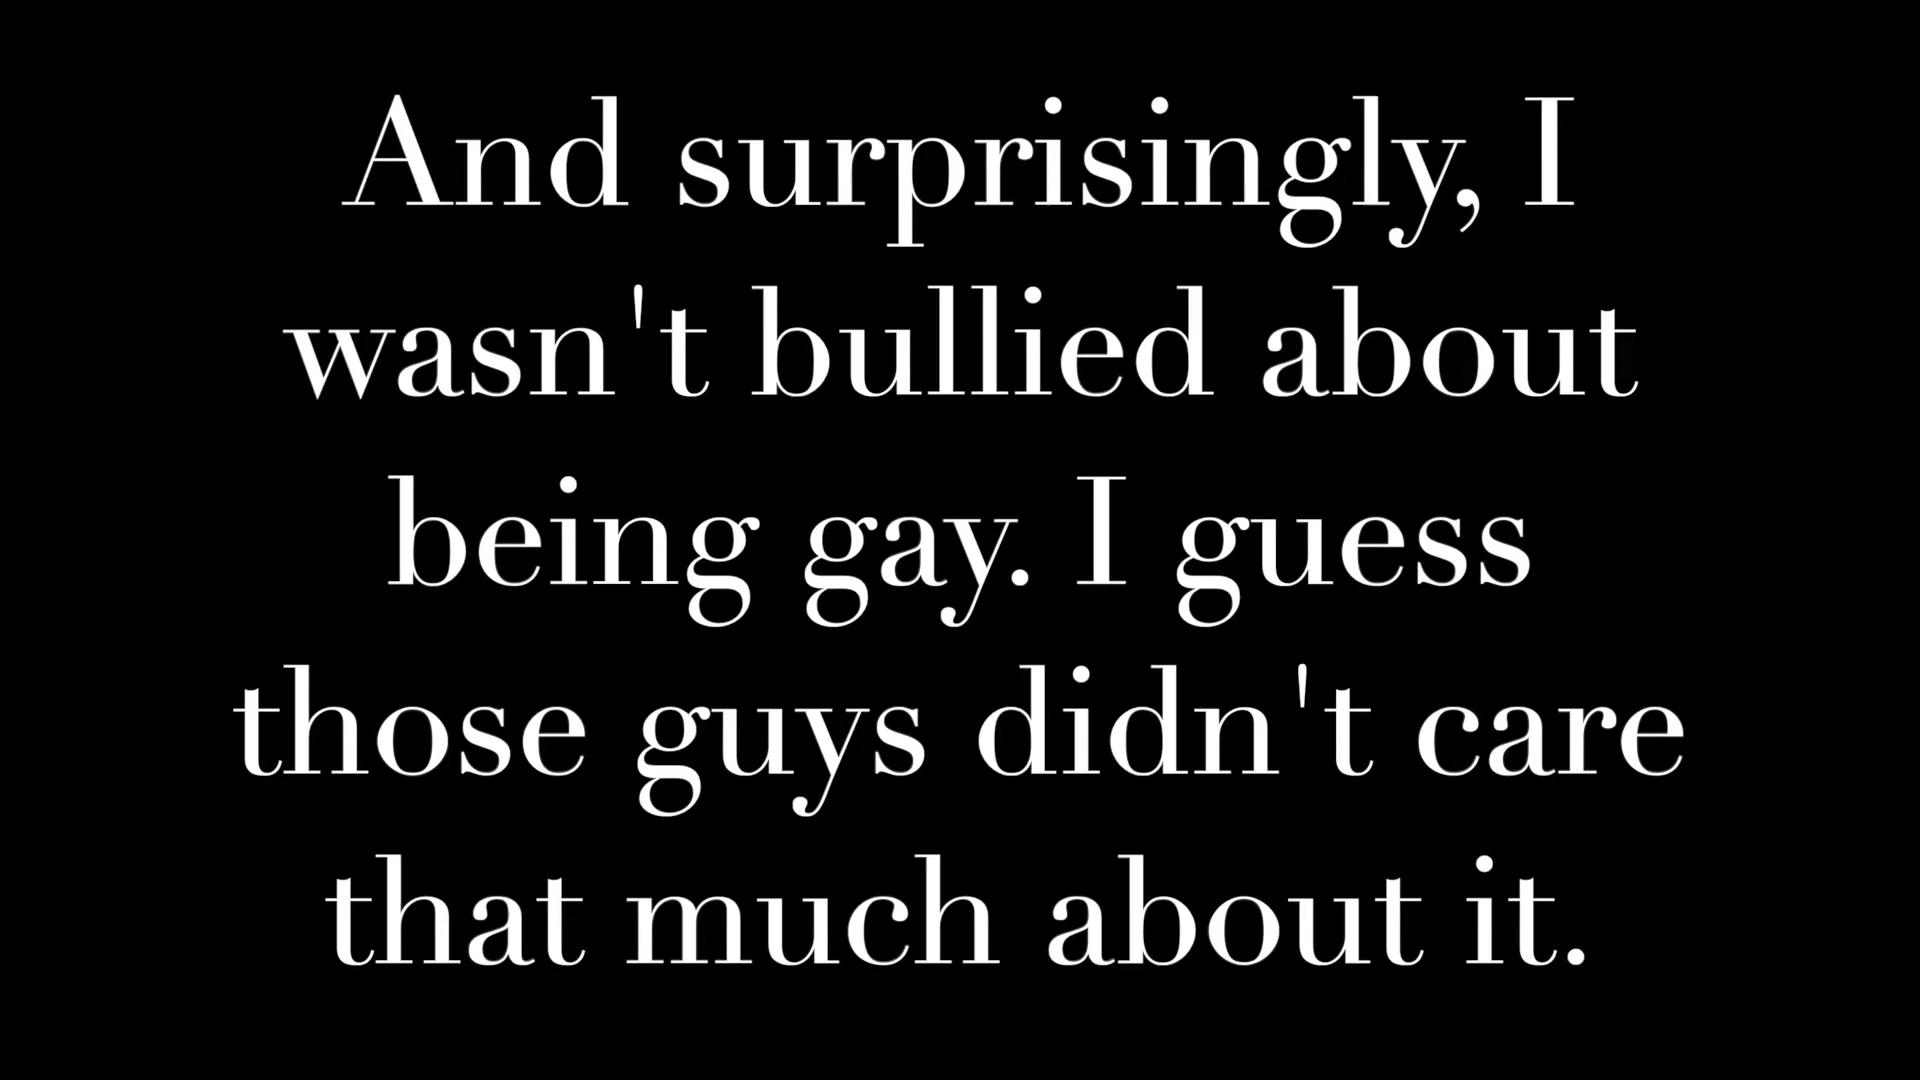 And surprisingly, I
wasn't bullied about
being gay. I guess
those guys didn't care
that much about it.